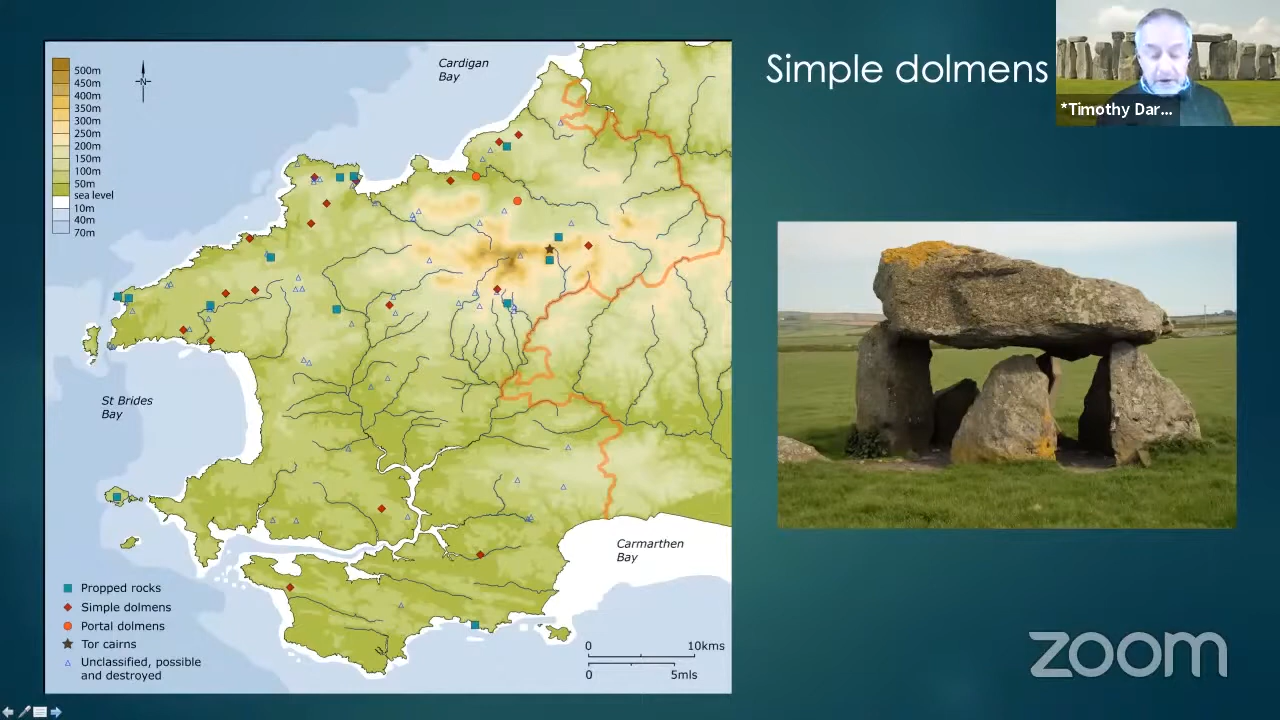 Simple dolmens
*Timothy Dar...
500m
450m
400m
350m
300m
250m
200m
150m
100m
50m
sea level
10m
40m
70m
N
Cardigan
Bay
St Brides
Bay
Carmarthen
Bay
Propped rocks
Simple dolmens
Portal dolmens
Tor cairns
Unclassified, possible
and destroyed
0 10kms
0 5mls
zoom